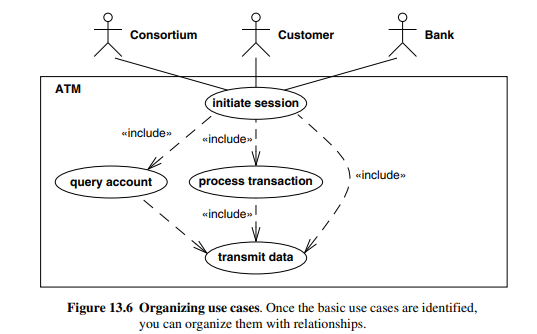 Consortium
Customer
Bank
ATM
initiate session
«include»
«include»
«include»
query account
process transaction
«include»
transmit data
Figure 13.6 Organizing use cases. Once the basic use cases are identified,
you can organize them with relationships.